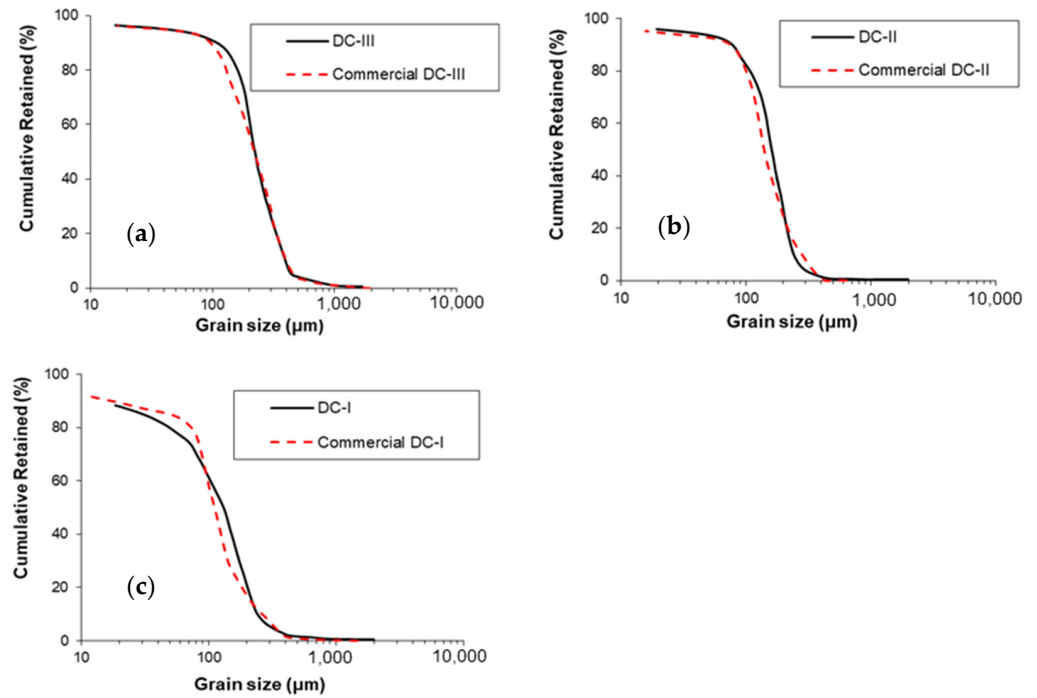 100
80
60
40
20
0
Cumulative Retained (%)
DC-III
Commercial DC-III
(a)
10
100
1,000
10,000
Grain size (µm)
100
80
60
40
20
0
Cumulative Retained (%)
DC-II
Commercial DC-II
(b)
10
100
1,000
10,000
Grain size (µm)
100
80
60
40
20
0
Cumulative Retained (%)
DC-I
Commercial DC-I
(c)
10
100
1,000
10,000
Grain size (µm)